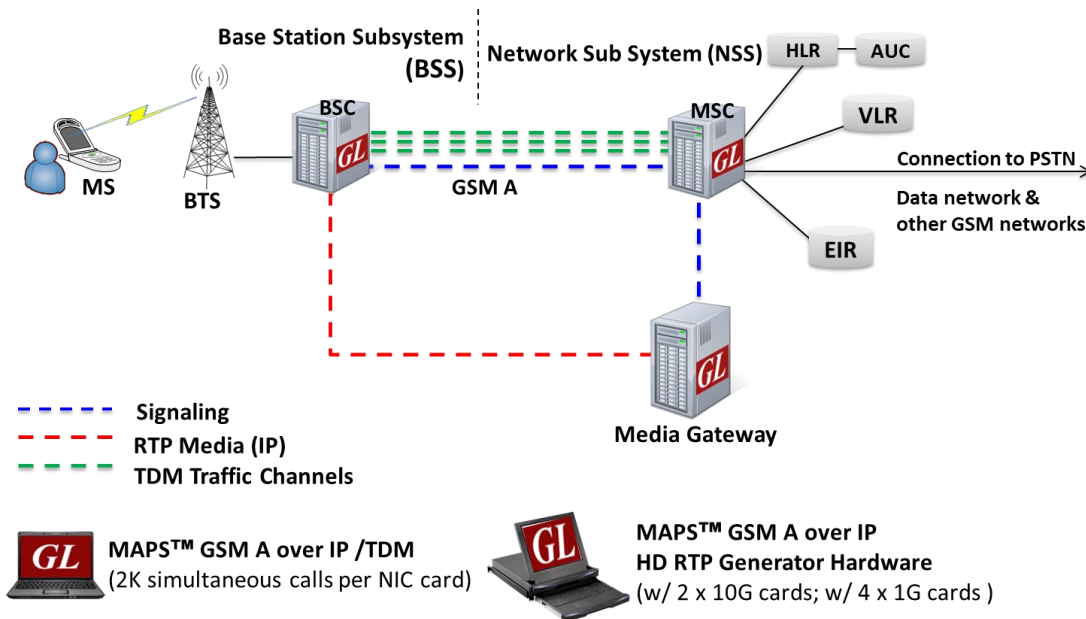 Base Station Subsystem
(BSS)
Network Sub System (NSS)
HLR
AUC
BSC
MSC
VLR
GL
GL
MS
BTS
GSM A
Connection to PSTN
Data network &
other GSM networks
EIR
GL
Signaling
RTP Media (IP)
TDM Traffic Channels
Media Gateway
GL
MAPS™ GSM A over IP /TDM
(2K simultaneous calls per NIC card)
GL
MAPS™ GSM A over IP
HD RTP Generator Hardware
(w/ 2 x 10G cards; w/ 4 x 1G cards )